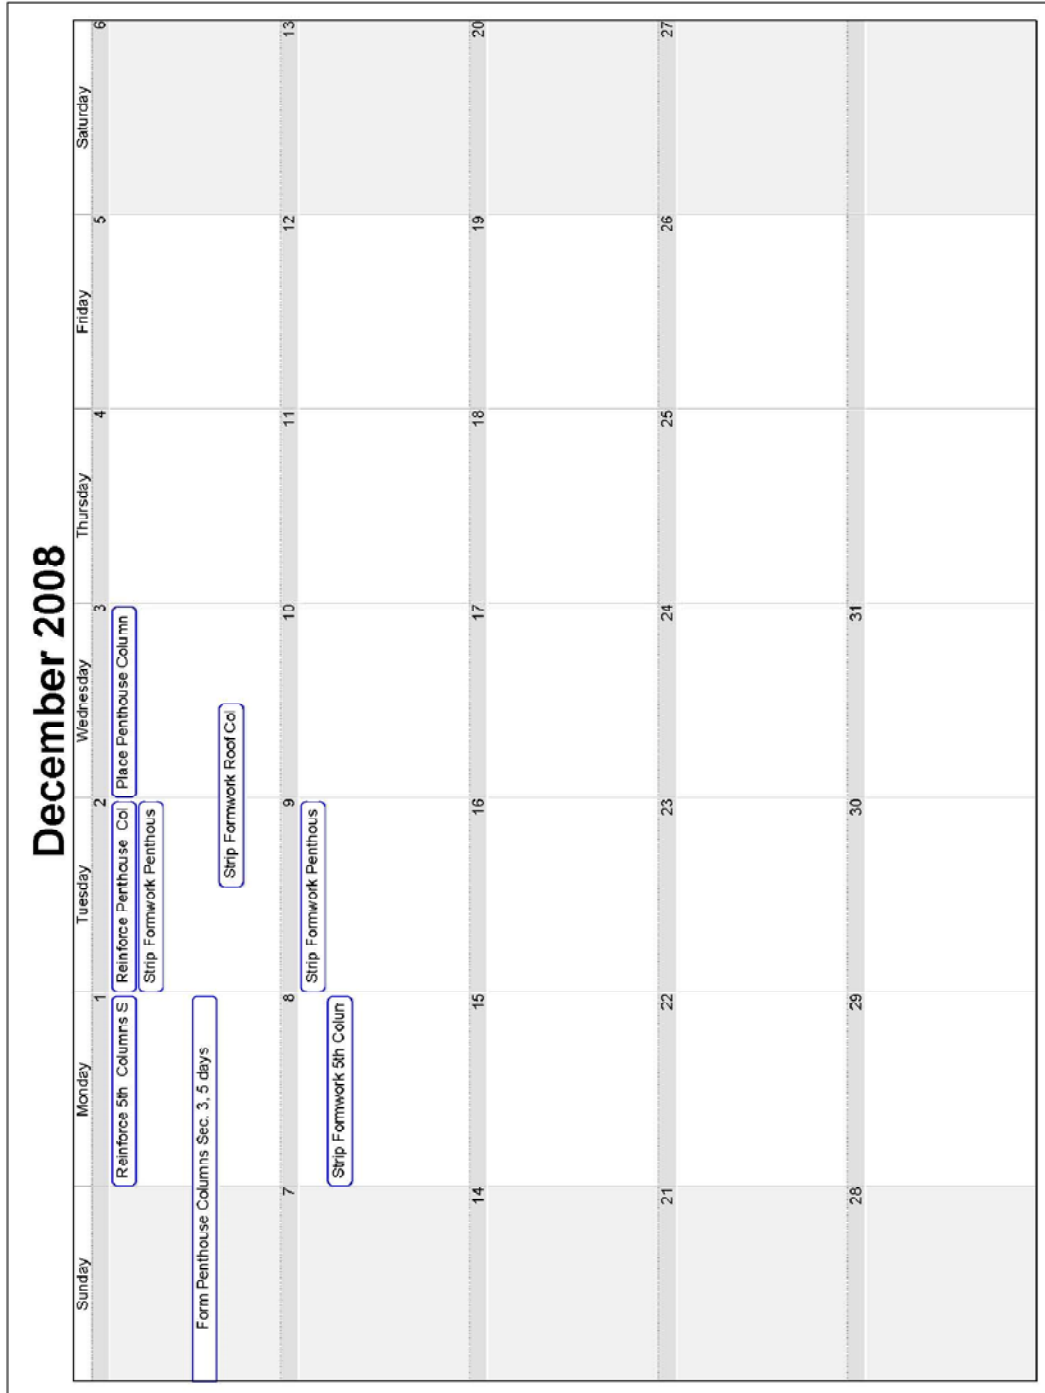 December 2008
Sunday
Monday
Tuesday
Wednesday
Thursday
Friday
Saturday
1
2
3
4
5
6
Reinforce 5th Columns S
Reinforce Penthouse Col
Place Penthouse Column
Strip Formwork Penthous
Form Penthouse Columns Sec. 3, 5 days
Strip Formwork Roof Col
7
8
9
10
11
12
13
Strip Formwork Penthous
Strip Formwork 5th Colun
14
15
16
17
18
19
20
21
22
23
24
25
26
27
28
29
30
31